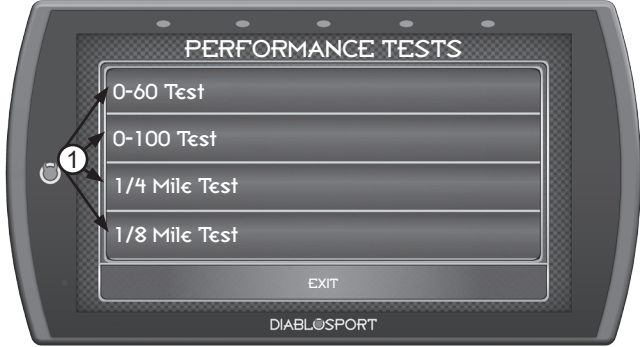 PERFORMANCE TESTS
0-60 Test
0-100 Test
1
1/4 Mile Test
1/8 Mile Test
EXIT
DIABLOSPORT